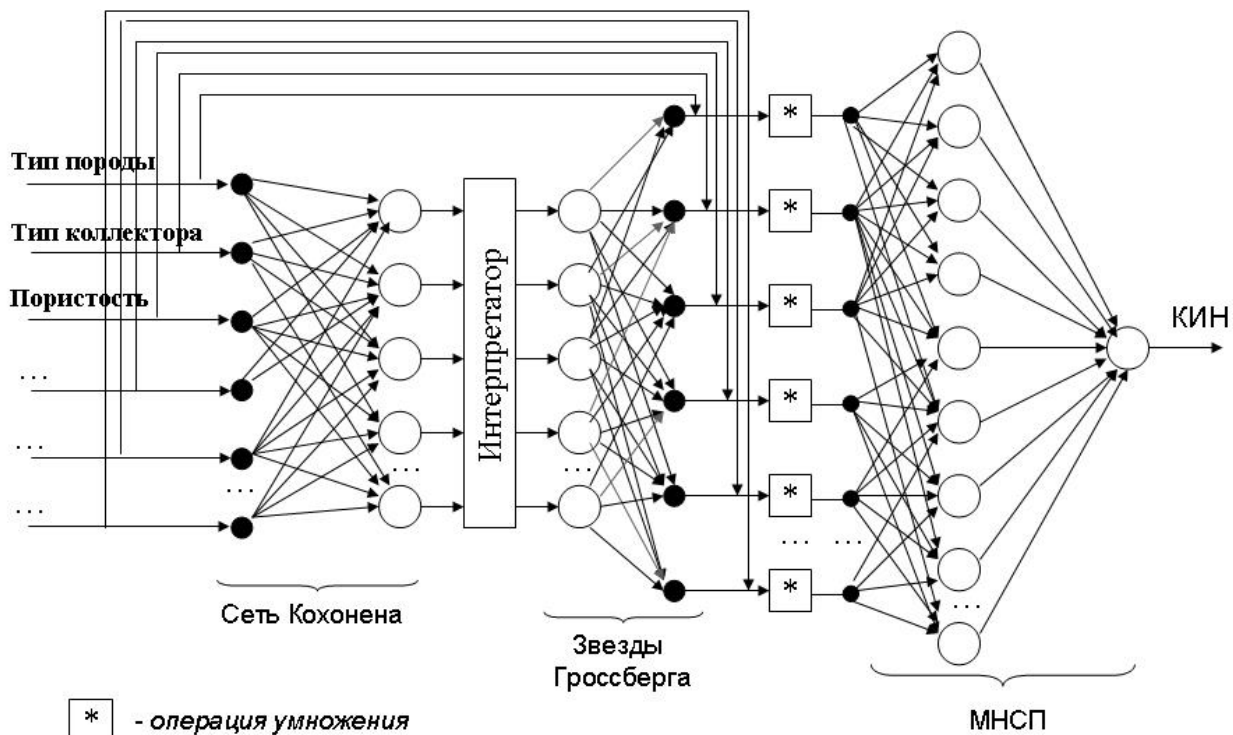 Тип породы
Тип коллектора
Пористость
...
...
...
...
...
Интерпретатор
...
*
*
*
*
*
... ...
*
...
КИН
Сеть Кохонена
Звезды
Гроссберга
МНСП
* - операция умножения